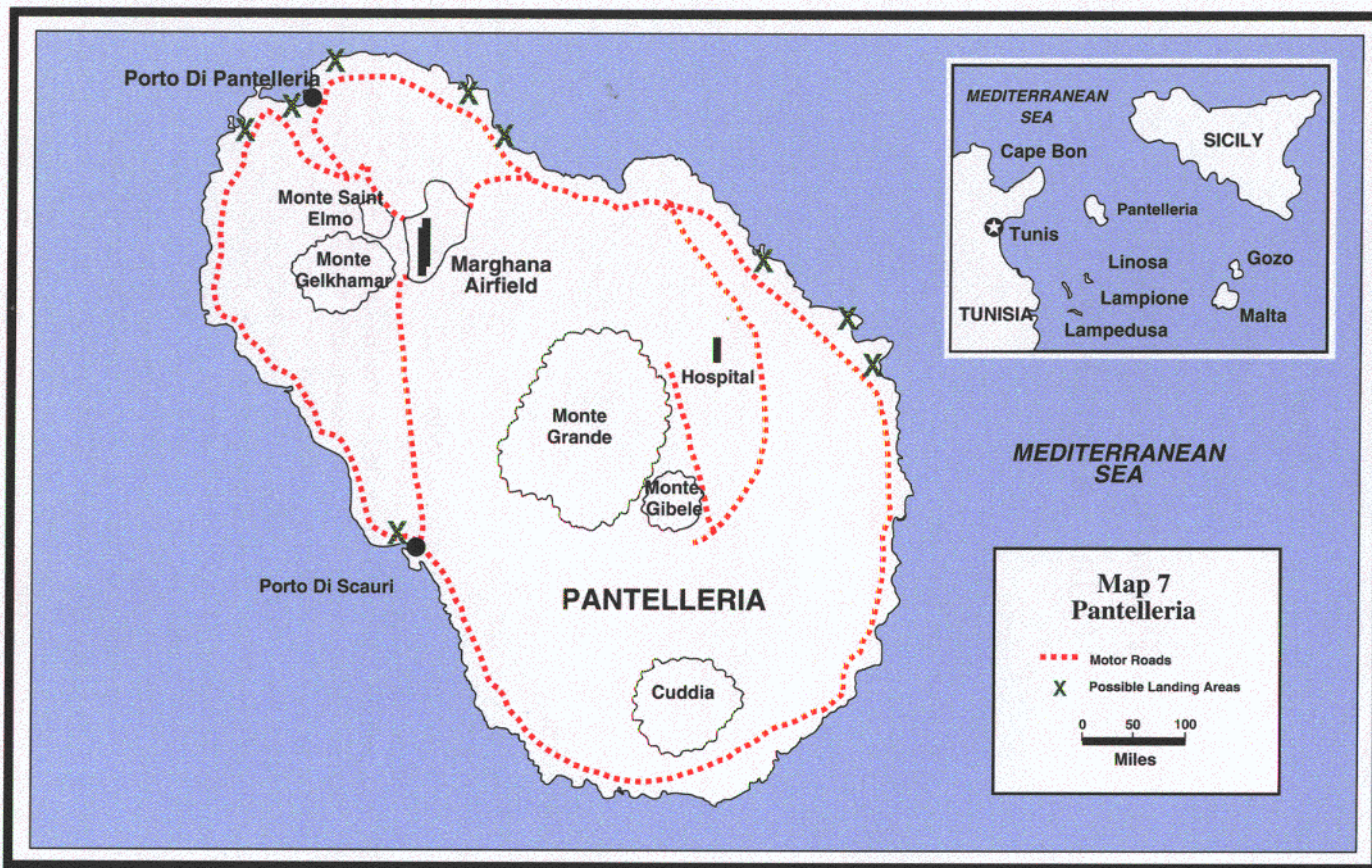 Porto Di Pantelleria
Monte Saint
Elmo
Monte
Gelkhamar
Marghana
Airfield
Hospital
Monte
Grande
Monte
Gibele
Porto Di Scauri
PANTELLERIA
Cuddia
MEDITERRANEAN
SEA
SICILY
Cape Bon
Pantelleria
Tunis
Linosa
Gozo
Lampione
TUNISIA
Malta
Lampedusa
MEDITERRANEAN
SEA
Map 7
Pantelleria
Motor Roads
X Possible Landing Areas
0 50 100
Miles